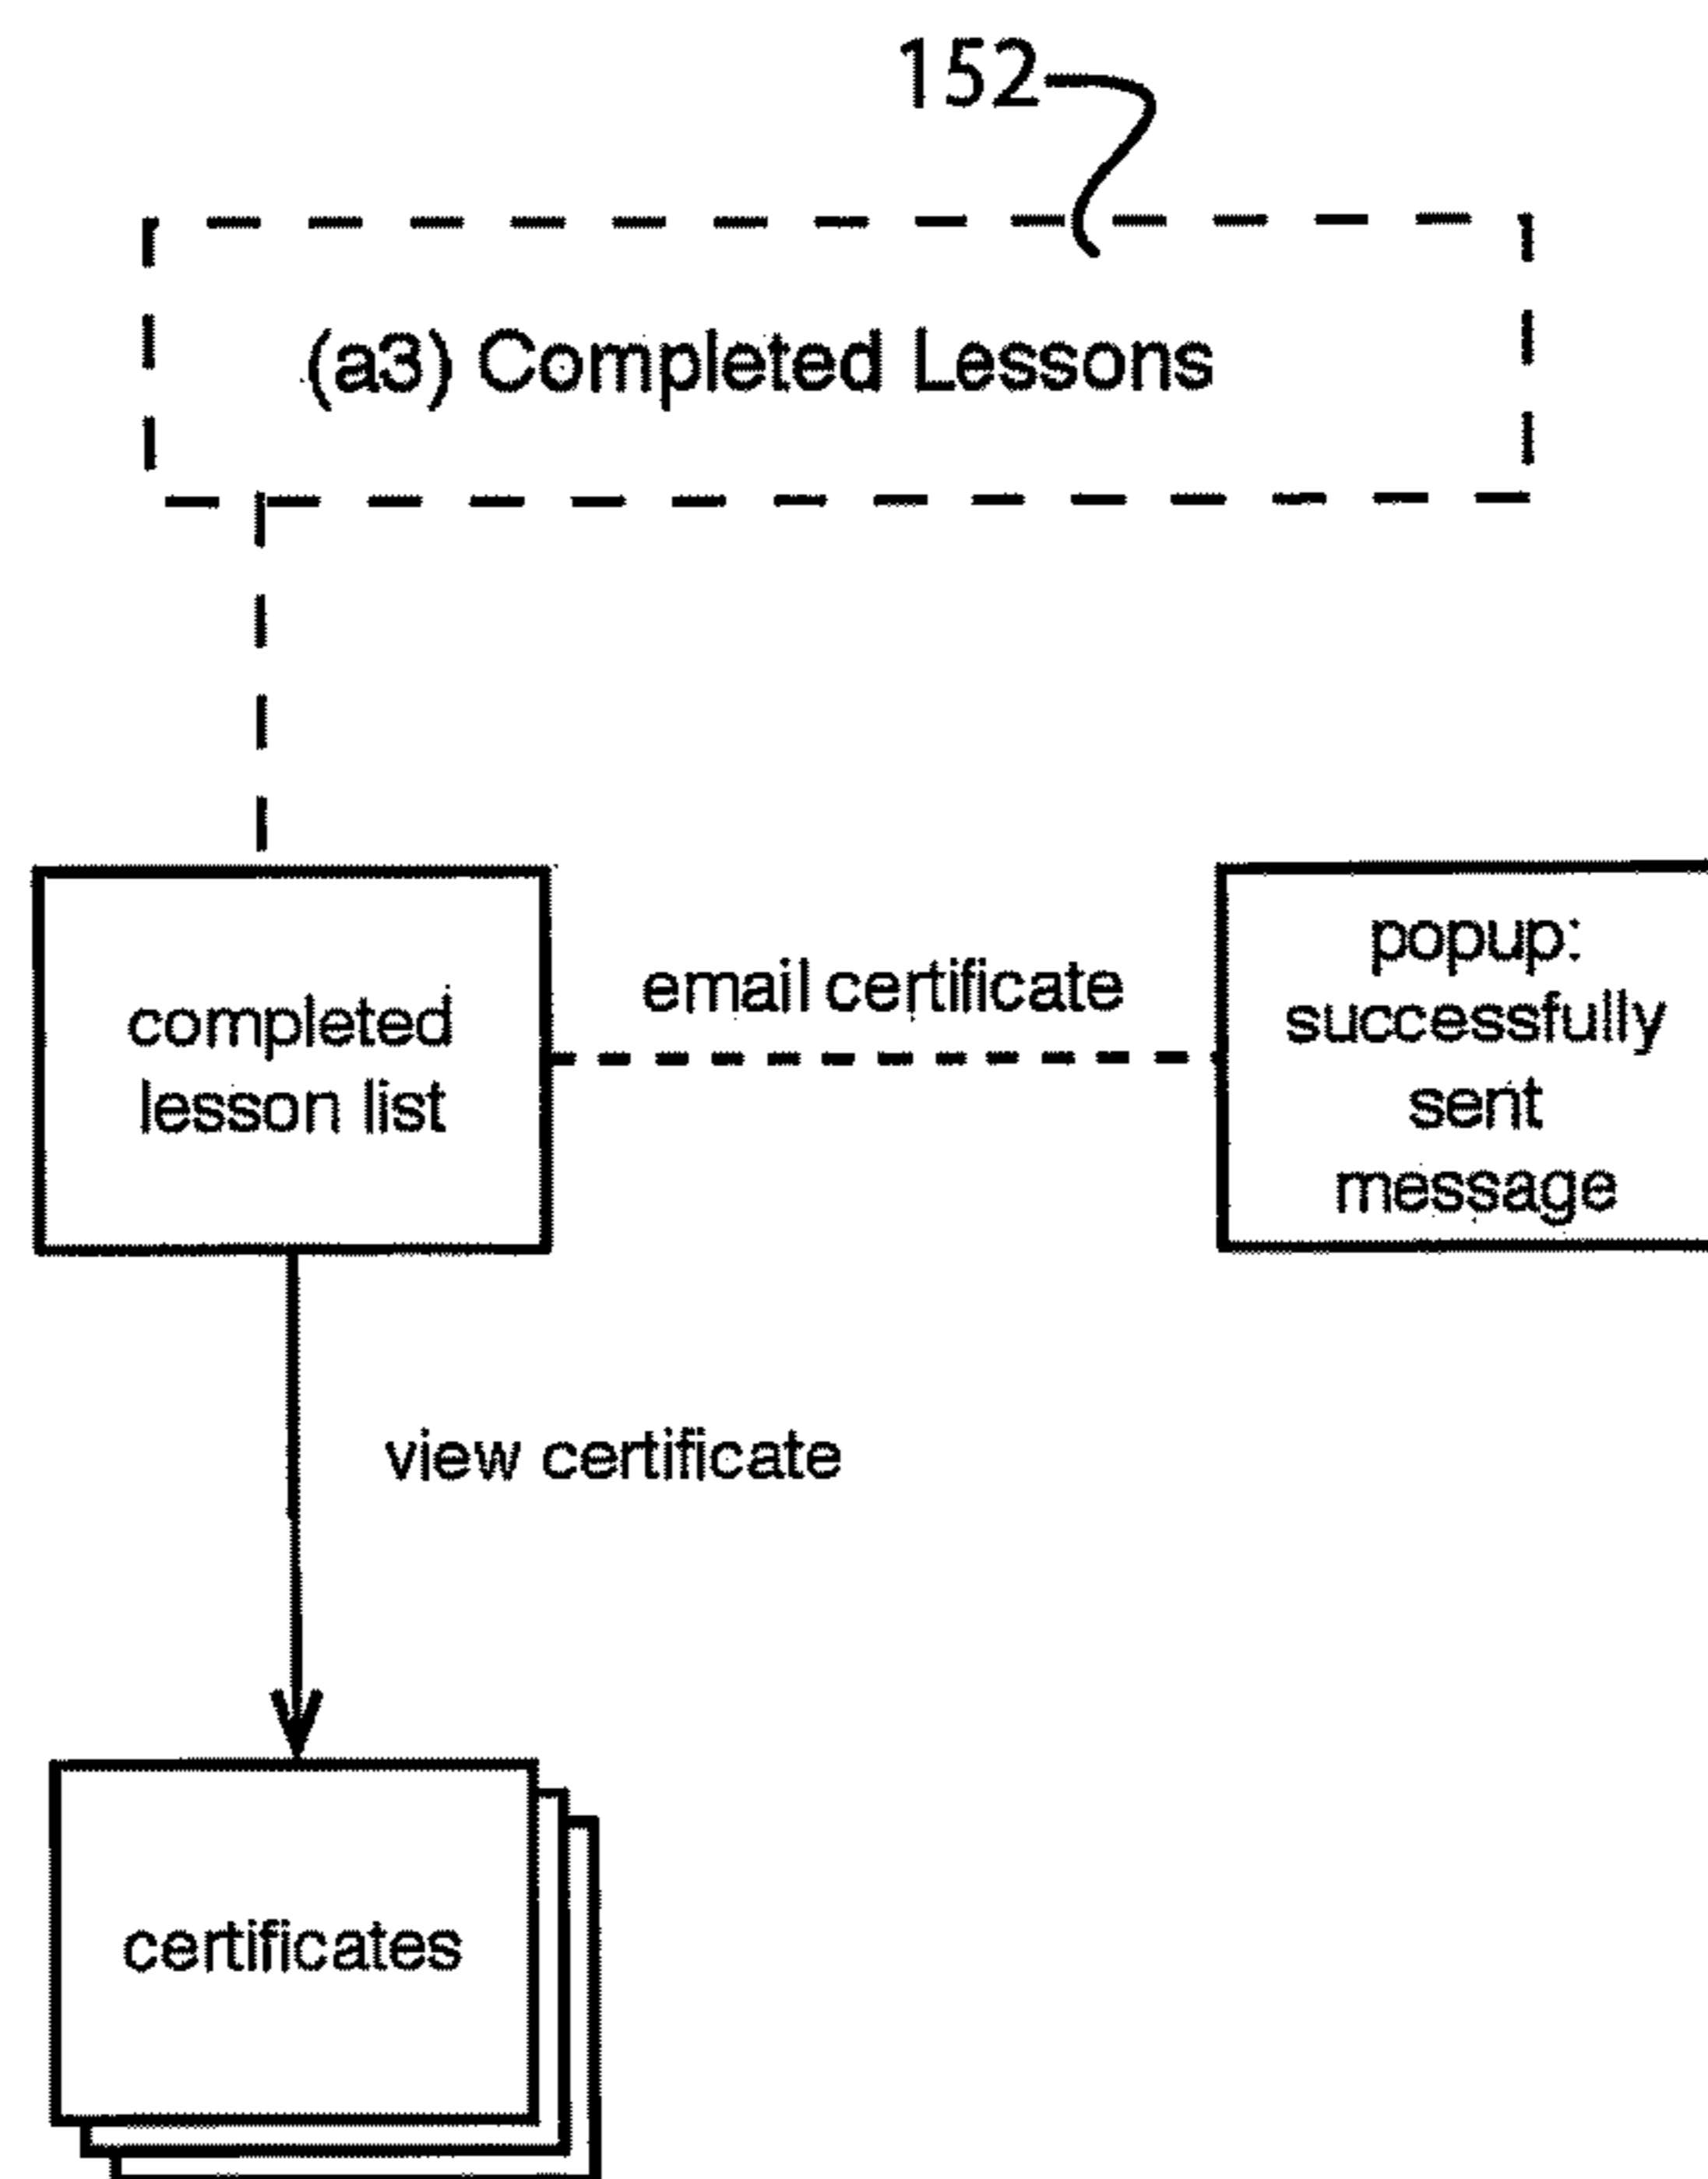 152
(a3) Completed Lessons
completed
lesson list
email certificate
popup:
successfully
sent
message
view certificate
certificates